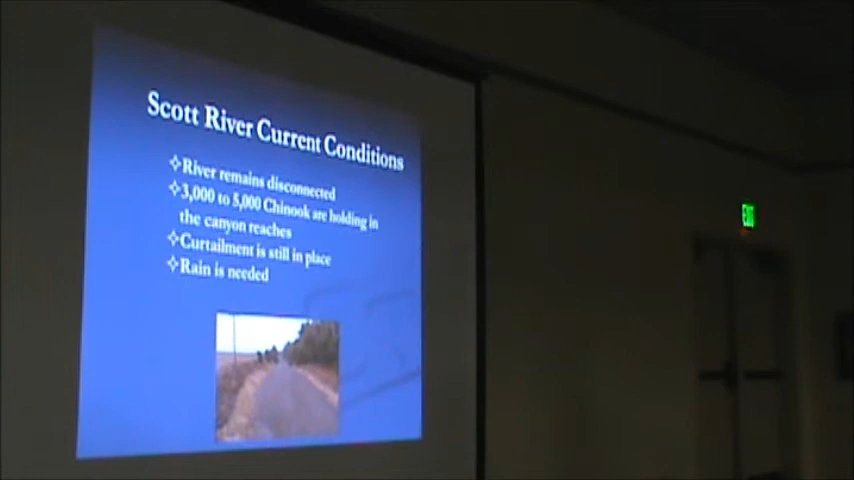 Scott River Current Conditions
✧River remains disconnected
✧3,000 to 5,000 Chinook are holding in
the canyon reaches
✧Curtailment is still in place
✧Rain is needed
EXIT